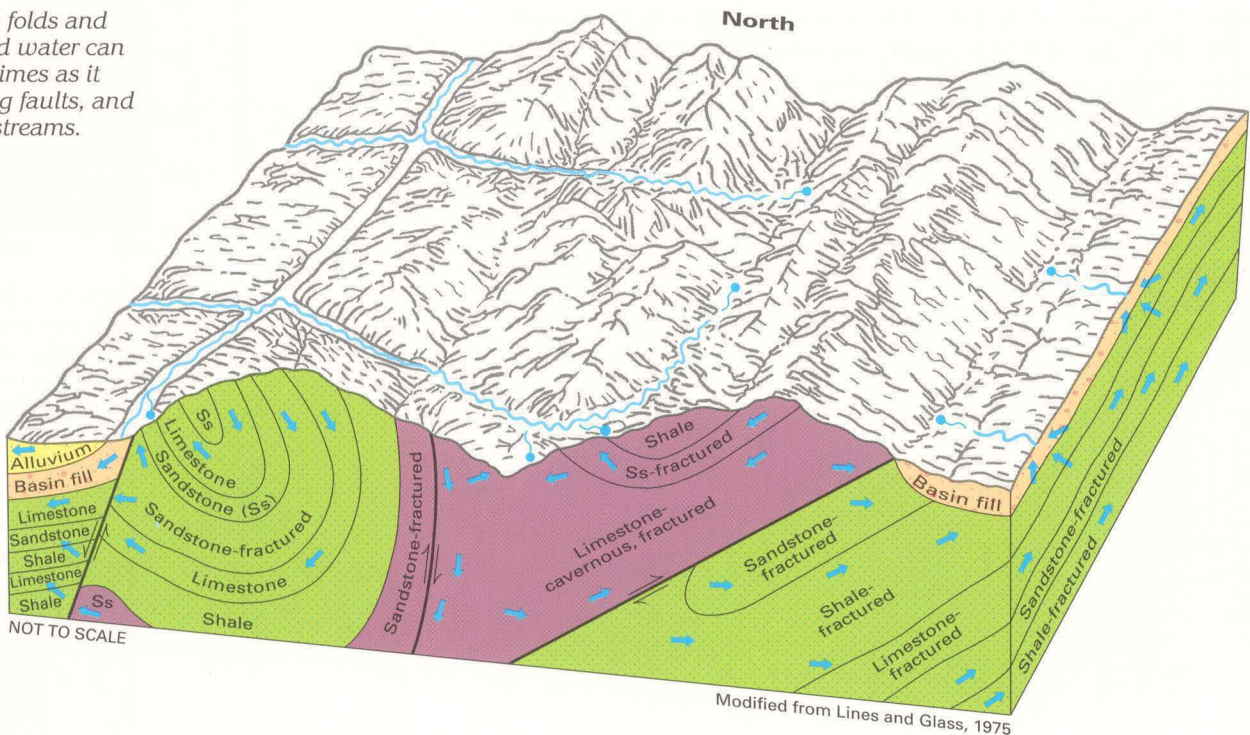 folds and
d water can
imes as it
g faults, and
streams.
North
Alluvium
Basin fill
Limestone
Sandstone
Shale
Limestone
Shale
Ss
NOT TO SCALE
Ss
Limestone
Sandstone (Ss)
Sandstone-fractured
Limestone
Shale
Sandstone-fractured
Shale
Ss-fractured
Limestone-
cavernous, fractured
Basin fill
Sandstone-
fractured
Shale-
fractured
Limestone-
fractured
Sandstone-fractured
Shale-fractured
Modified from Lines and Glass, 1975